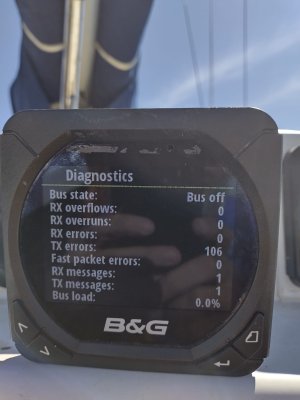 Diagnostics
Bus state: Bus off
RX overflows: 0
RX overruns: 0
RX errors: 0
TX errors: 106
Fast packet errors: 0
RX messages: 1
TX messages: 1
Bus load: 0.0%
B&G